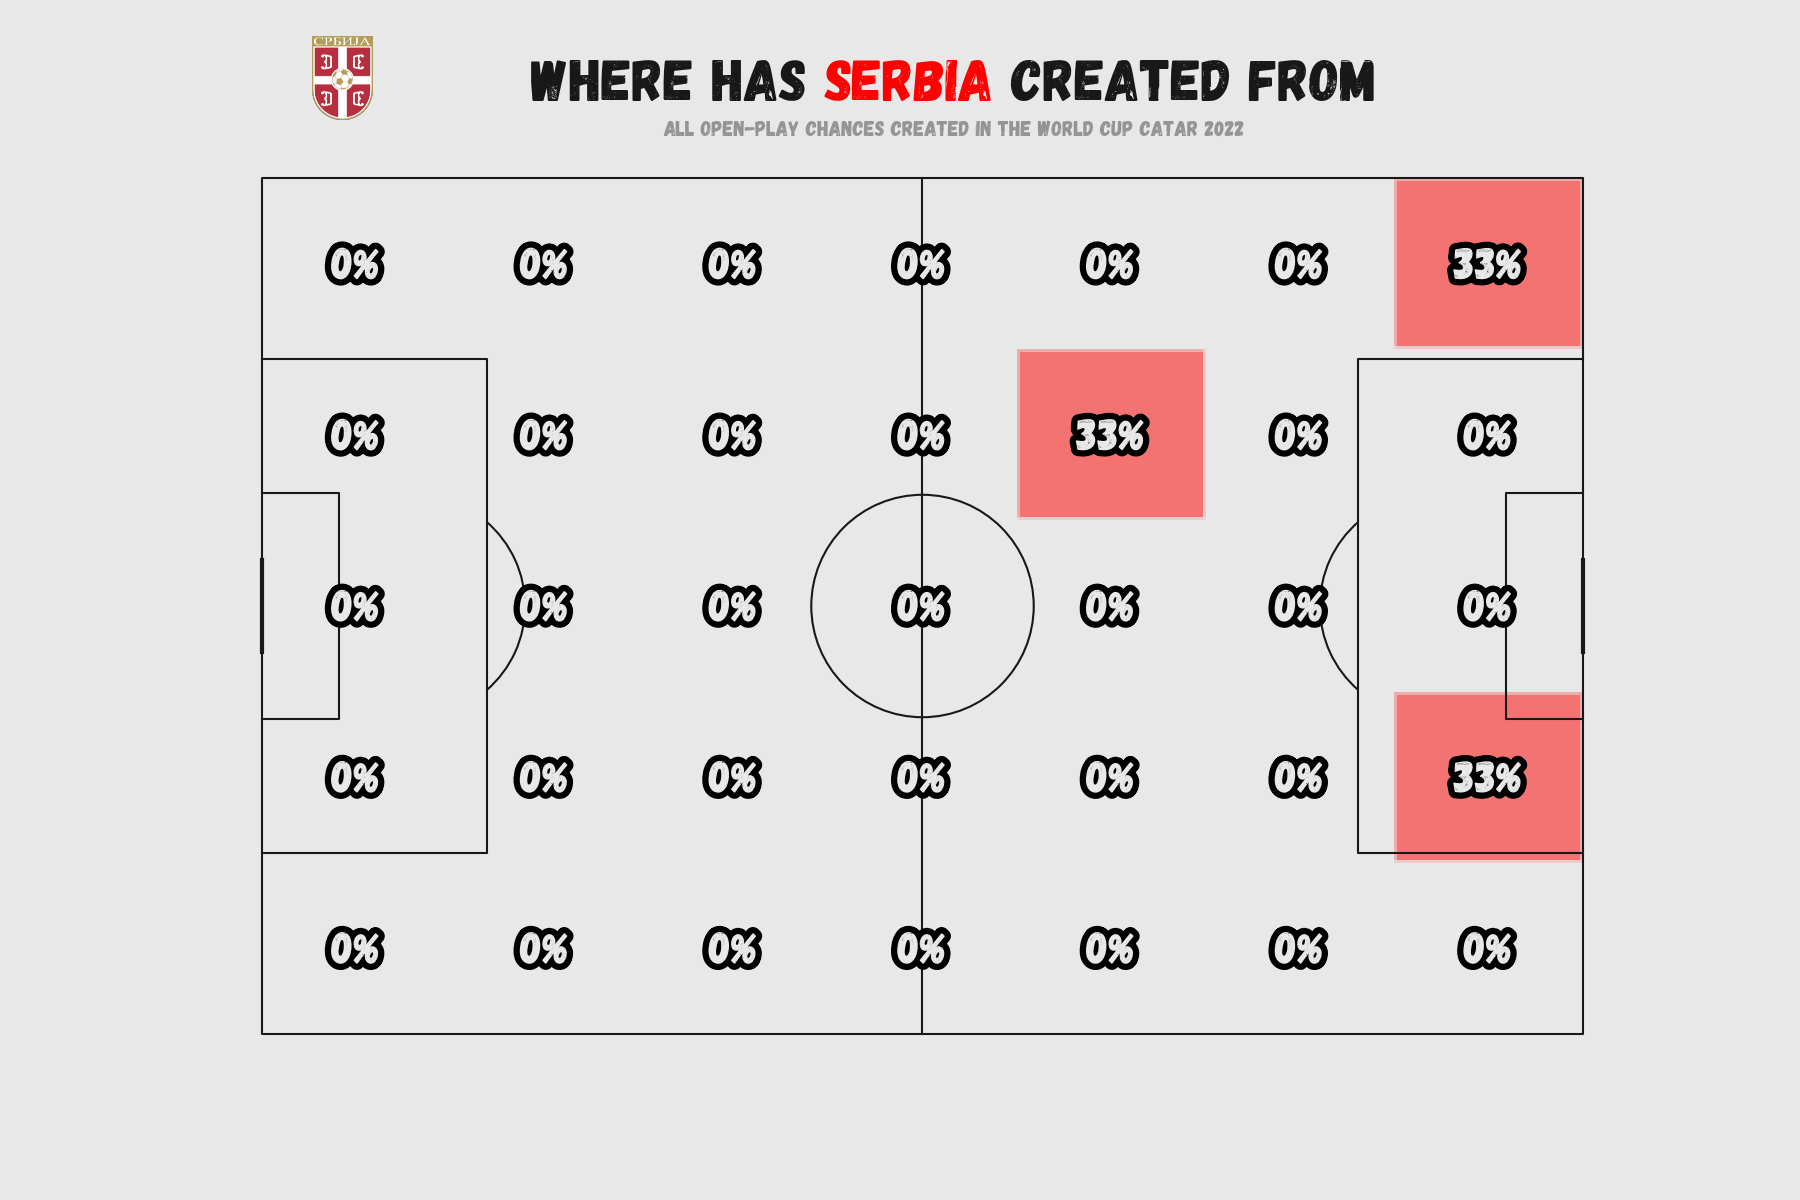 СРБИЈА
WHERE HAS SERBIA CREATED FROM
ALL OPEN-PLAY CHANCES CREATED IN THE WORLD CUP CATAR 2022
0% 0% 0% 0% 0% 0% 33%
0% 0% 0% 0% 33% 0% 0%
0% 0% 0% 0% 0% 0% 0%
0% 0% 0% 0% 0% 0% 33%
0% 0% 0% 0% 0% 0% 0%